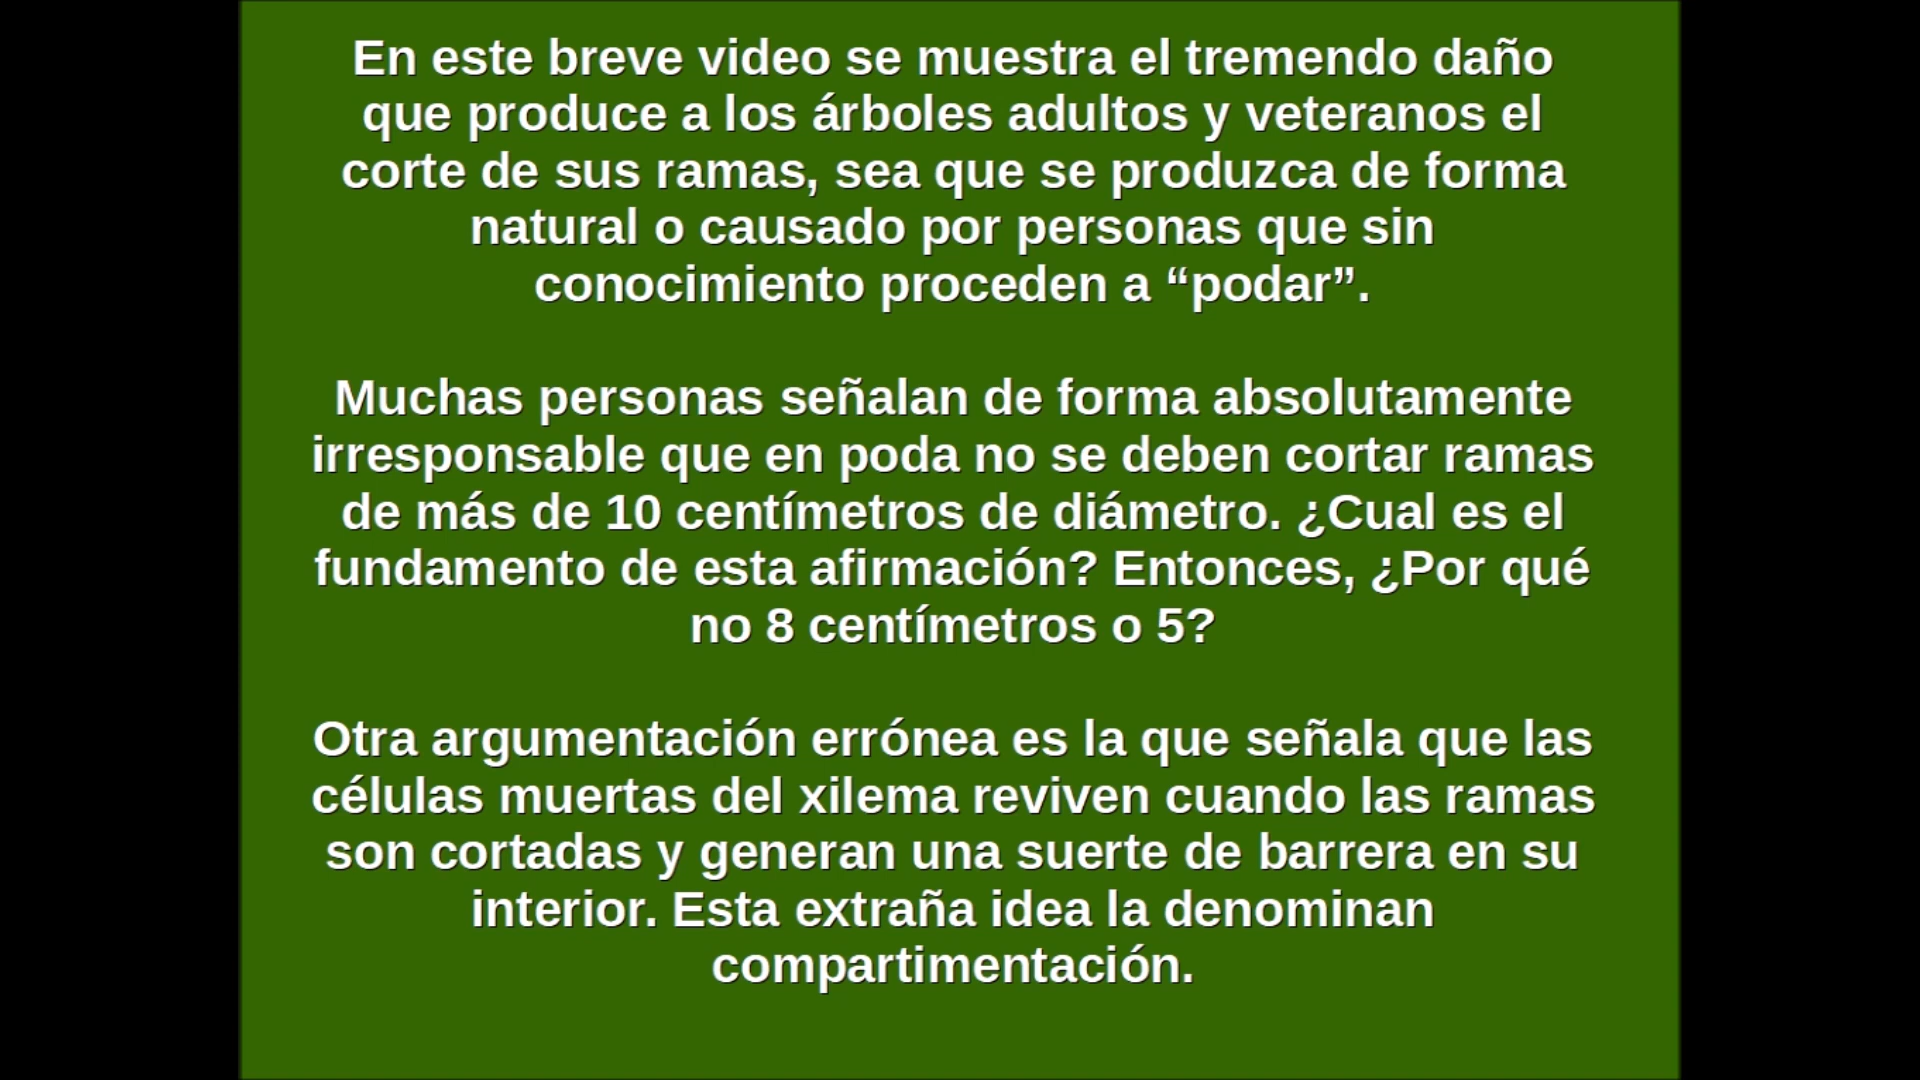 En este breve video se muestra el tremendo daño
que produce a los árboles adultos y veteranos el
corte de sus ramas, sea que se produzca de forma
natural o causado por personas que sin
conocimiento proceden a “podar”.
Muchas personas señalan de forma absolutamente
irresponsable que en poda no se deben cortar ramas
de más de 10 centímetros de diámetro. ¿Cual es el
fundamento de esta afirmación? Entonces, ¿Por qué
no 8 centímetros o 5?
Otra argumentación errónea es la que señala que las
células muertas del xilema reviven cuando las ramas
son cortadas y generan una suerte de barrera en su
interior. Esta extraña idea la denominan
compartimentación.